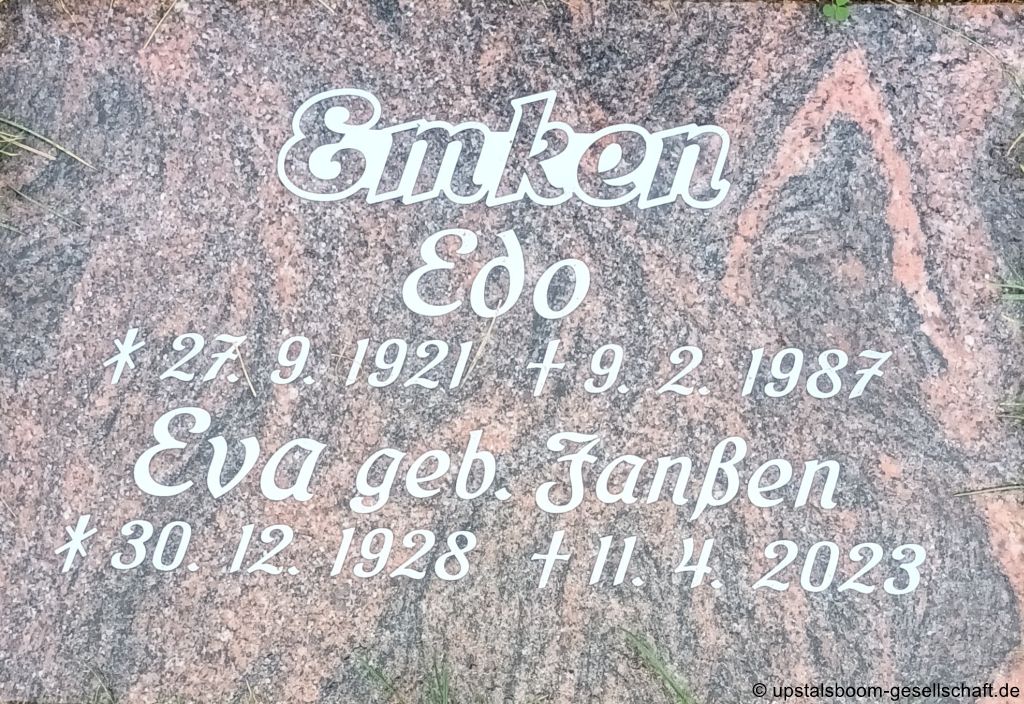 Emken
Edo
* 27. 9. 1921 † 9. 2. 1987
Eva geb. Janßen
* 30. 12. 1928 † 11. 4. 2023
© upstalsboom-gesellschaft.de